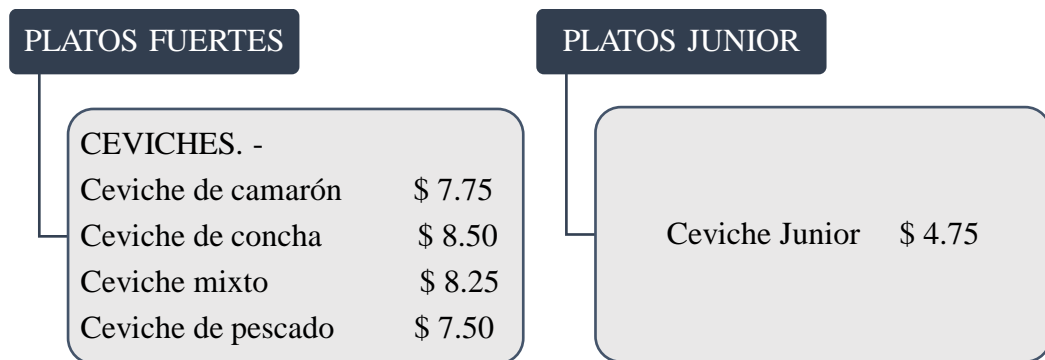 PLATOS FUERTES
CEVICHES. -
Ceviche de camarón $ 7.75
Ceviche de concha $ 8.50
Ceviche mixto $ 8.25
Ceviche de pescado $ 7.50
PLATOS JUNIOR
Ceviche Junior $ 4.75